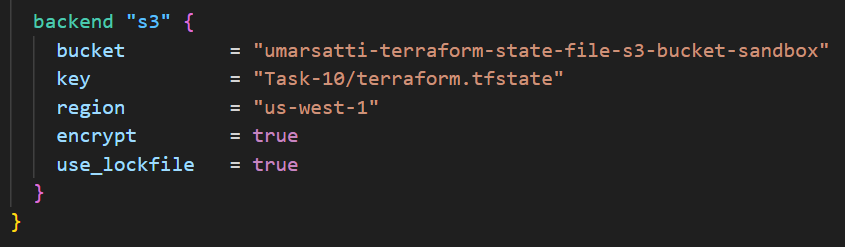 backend "s3" {
bucket = "umarsatti-terraform-state-file-s3-bucket-sandbox"
key = "Task-10/terraform.tfstate"
region = "us-west-1"
encrypt = true
use_lockfile = true
}
}